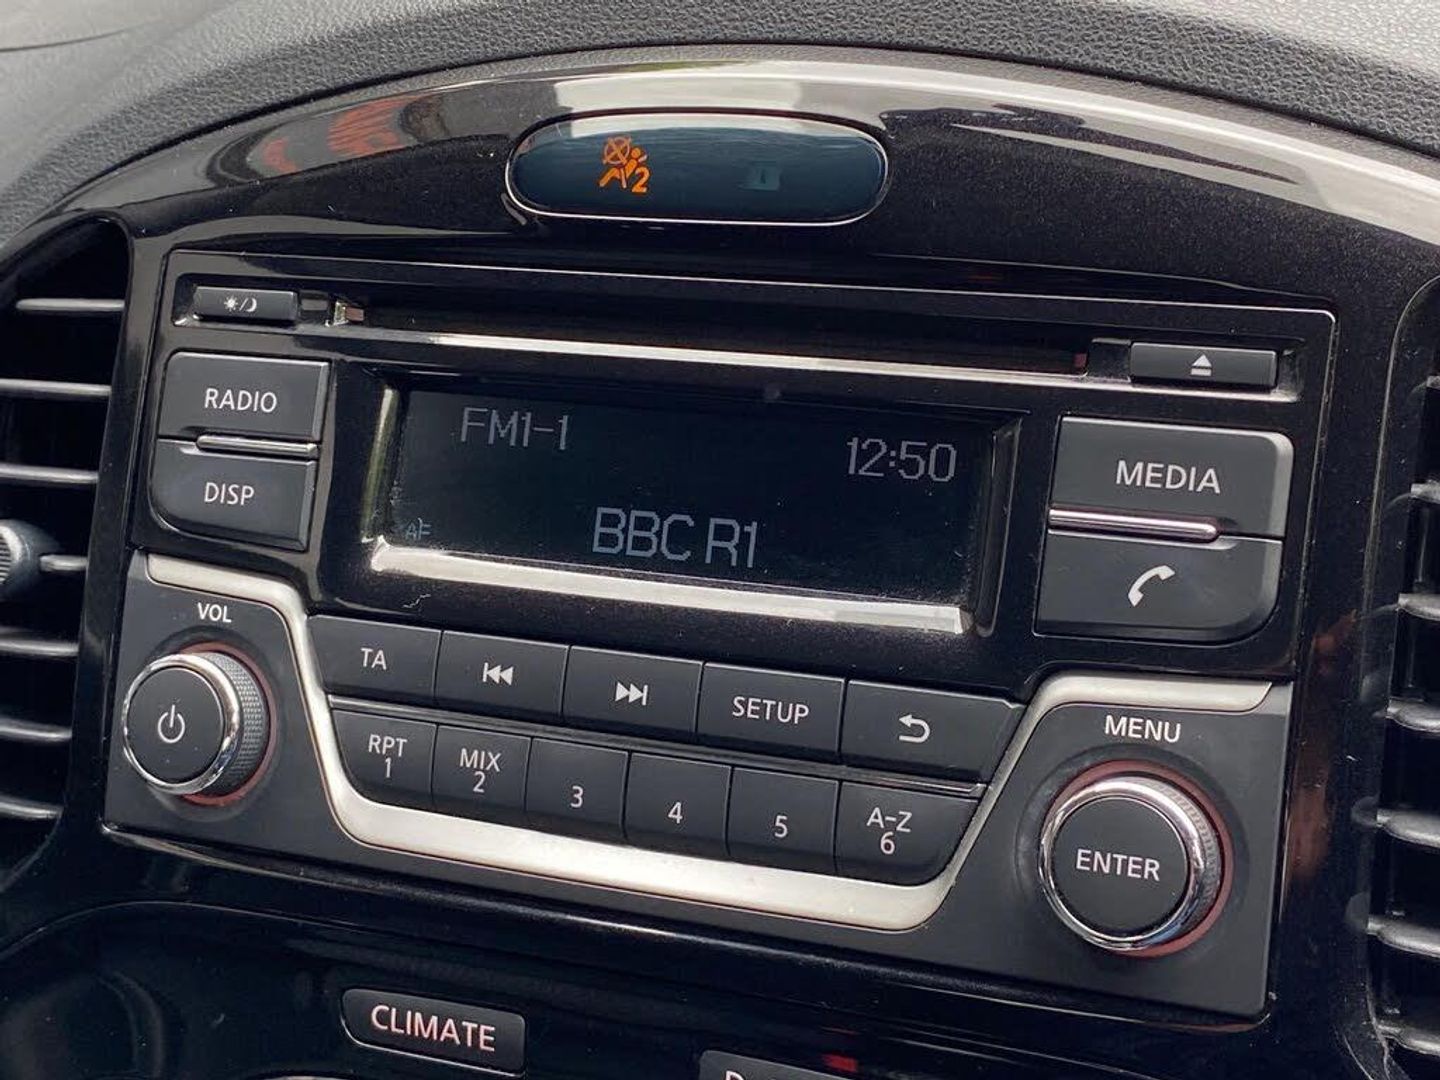 2
RADIO
DISP
FM1-1
12:50
AF
BBC R1
MEDIA
VOL
TA
SETUP
MENU
RPT
1
MIX
2
3
4
5
A-Z
6
ENTER
CLIMATE